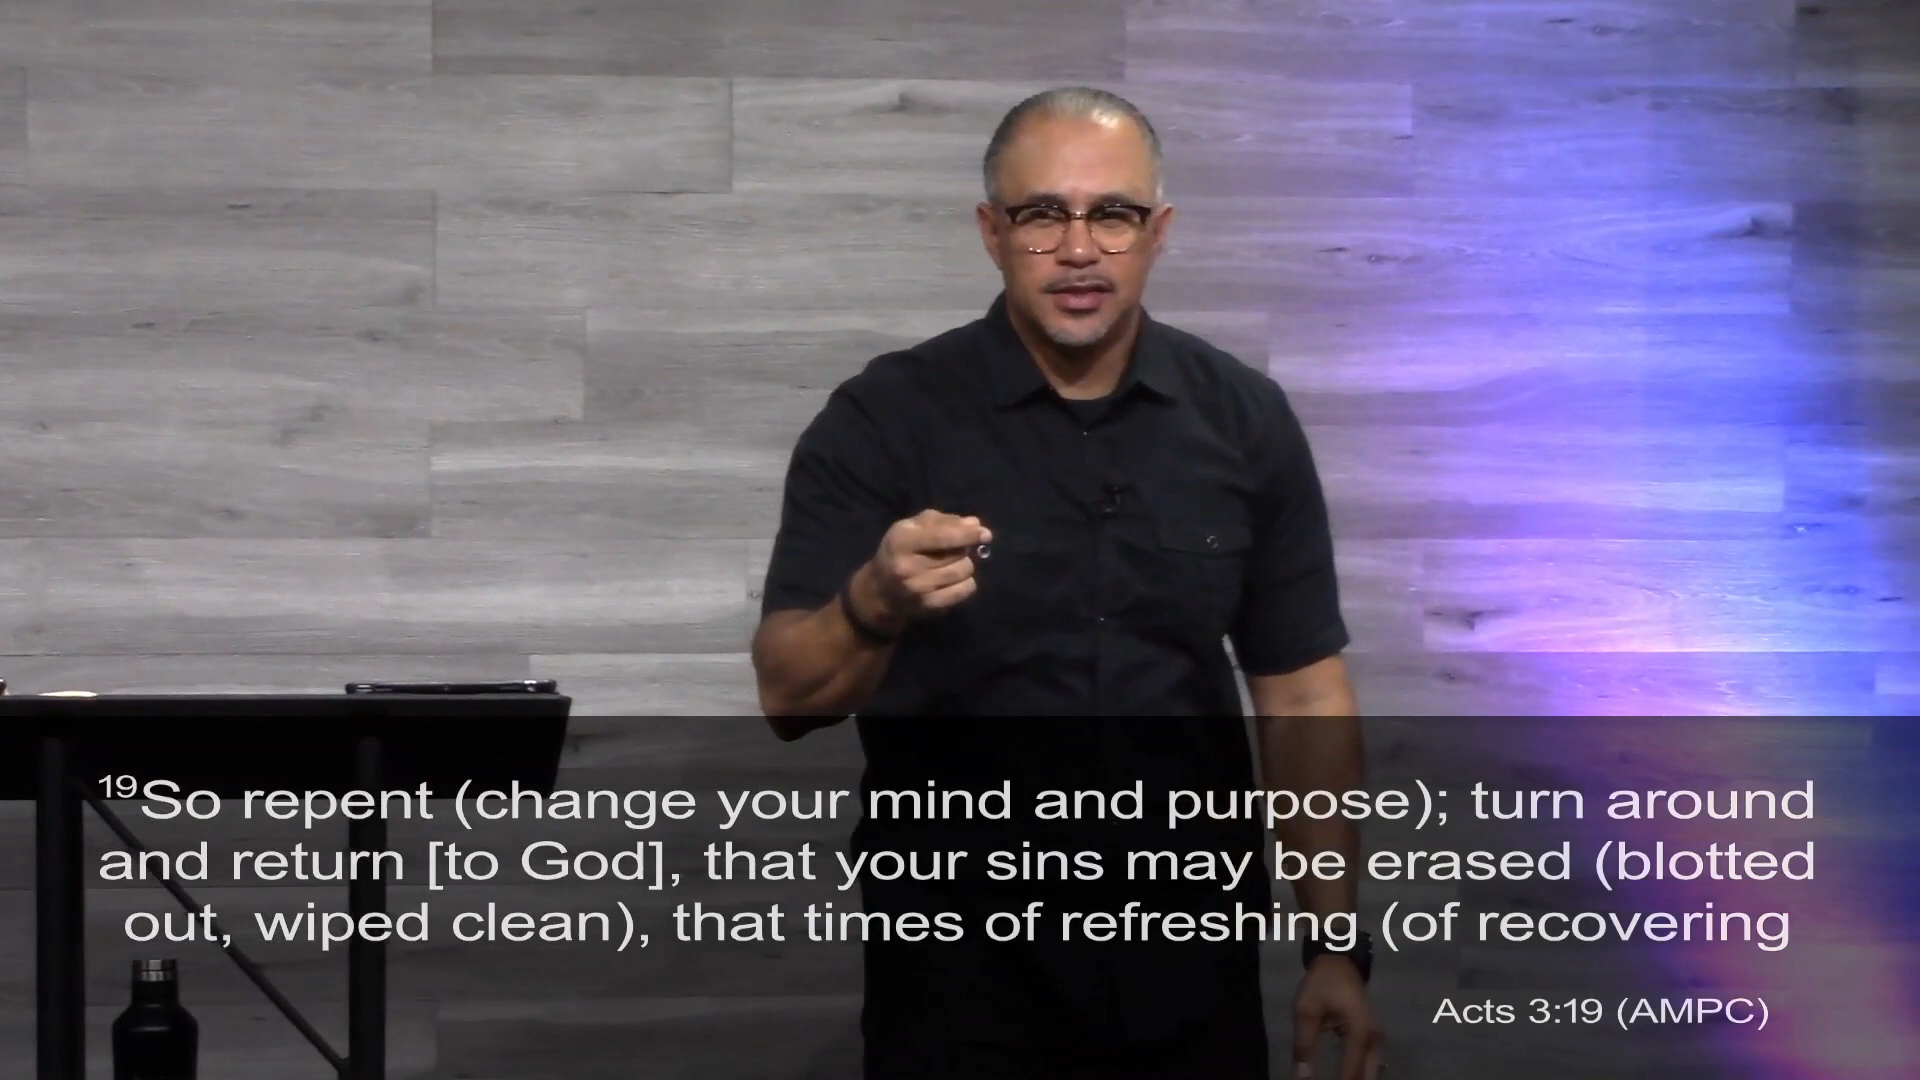 19So repent (change your mind and purpose); turn around
and return [to God], that your sins may be erased (blotted
out, wiped clean), that times of refreshing (of recovering
Acts 3:19 (AMPC)